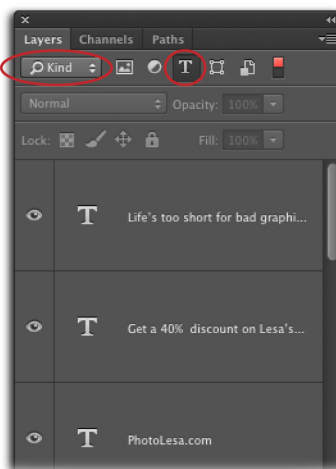 Layers Channels Paths
Kind T
Normal Opacity: 100%
Lock: Fill: 100%
T Life's too short for bad graphi...
T Get a 40% discount on Lesa's...
T PhotoLesa.com